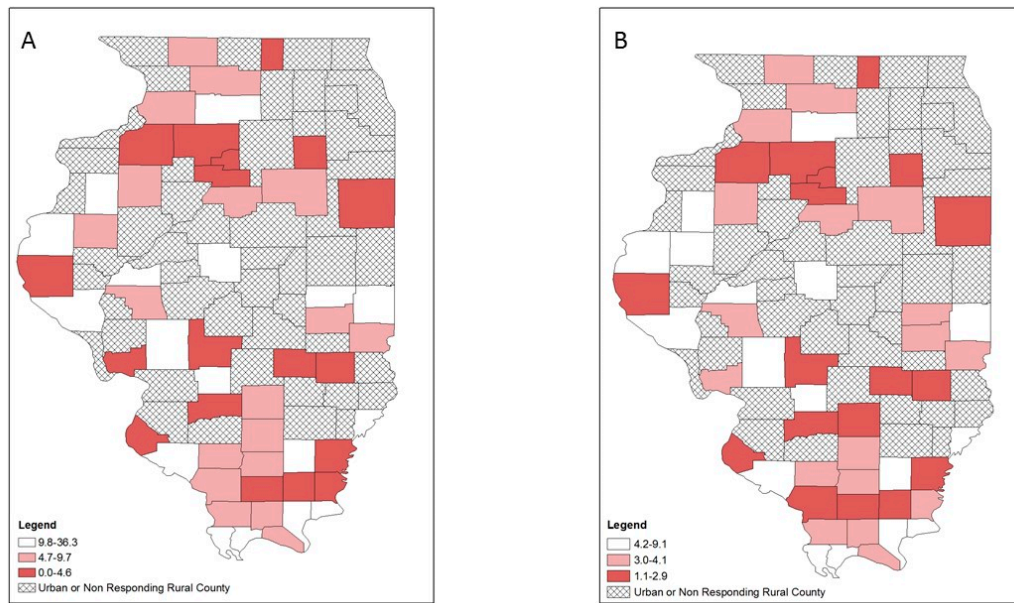 A
Legend
9.8-36.3
4.7-9.7
0.0-4.6
Urban or Non Responding Rural County
B
Legend
4.2-9.1
3.0-4.1
1.1-2.9
Urban or Non Responding Rural County